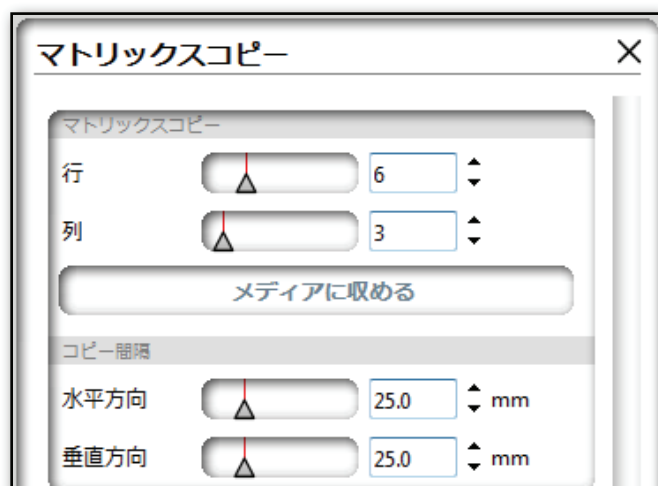 マトリックスコピー
マトリックスコピー
行 6
列 3
メディアに収める
コピー間隔
水平方向 25.0 mm
垂直方向 25.0 mm